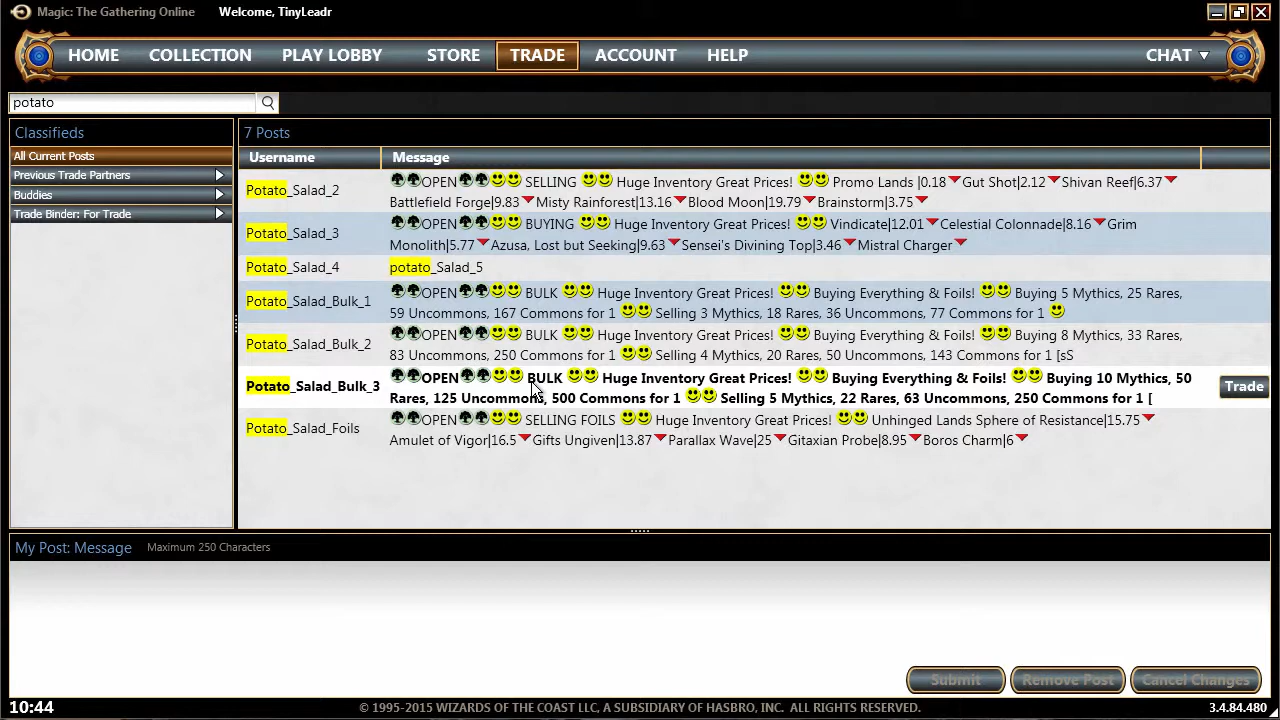 Magic: The Gathering Online Welcome, TinyLeadr
HOME COLLECTION PLAY LOBBY STORE TRADE ACCOUNT HELP CHAT
potato
Classifieds
All Current Posts
Previous Trade Partners
Buddies
Trade Binder: For Trade
7 Posts
Username Message
Potato_Salad_2 OPEN SELLING Huge Inventory Great Prices! Promo Lands |0.18 Gut Shot|2.12 Shivan Reef|6.37
Battlefield Forge|9.83 Misty Rainforest|13.16 Blood Moon|19.79 Brainstorm|3.75
Potato_Salad_3 OPEN BUYING Huge Inventory Great Prices! Vindicate|12.01 Celestial Colonnade|8.16 Grim
Monolith|5.77 Azusa, Lost but Seeking|9.63 Sensei's Divining Top|3.46 Mistral Charger
Potato_Salad_4 potato_Salad_5
Potato_Salad_Bulk_1 OPEN BULK Huge Inventory Great Prices! Buying Everything & Foils! Buying 5 Mythics, 25 Rares,
59 Uncommons, 167 Commons for 1 Selling 3 Mythics, 18 Rares, 36 Uncommons, 77 Commons for 1
Potato_Salad_Bulk_2 OPEN BULK Huge Inventory Great Prices! Buying Everything & Foils! Buying 8 Mythics, 33 Rares,
83 Uncommons, 250 Commons for 1 Selling 4 Mythics, 20 Rares, 50 Uncommons, 143 Commons for 1 [sS
Potato_Salad_Bulk_3 OPEN BULK Huge Inventory Great Prices! Buying Everything & Foils! Buying 10 Mythics, 50
Rares, 125 Uncommons, 500 Commons for 1 Selling 5 Mythics, 22 Rares, 63 Uncommons, 250 Commons for 1 [
Trade
Potato_Salad_Foils OPEN SELLING FOILS Huge Inventory Great Prices! Unhinged Lands Sphere of Resistance|15.75
Amulet of Vigor|16.5 Gifts Ungiven|13.87 Parallax Wave|25 Gitaxian Probe|8.95 Boros Charm|6
My Post: Message Maximum 250 Characters
Submit Remove Post Cancel Changes
10:44 © 1995-2015 WIZARDS OF THE COAST LLC, A SUBSIDIARY OF HASBRO, INC. ALL RIGHTS RESERVED. 3.4.84.480